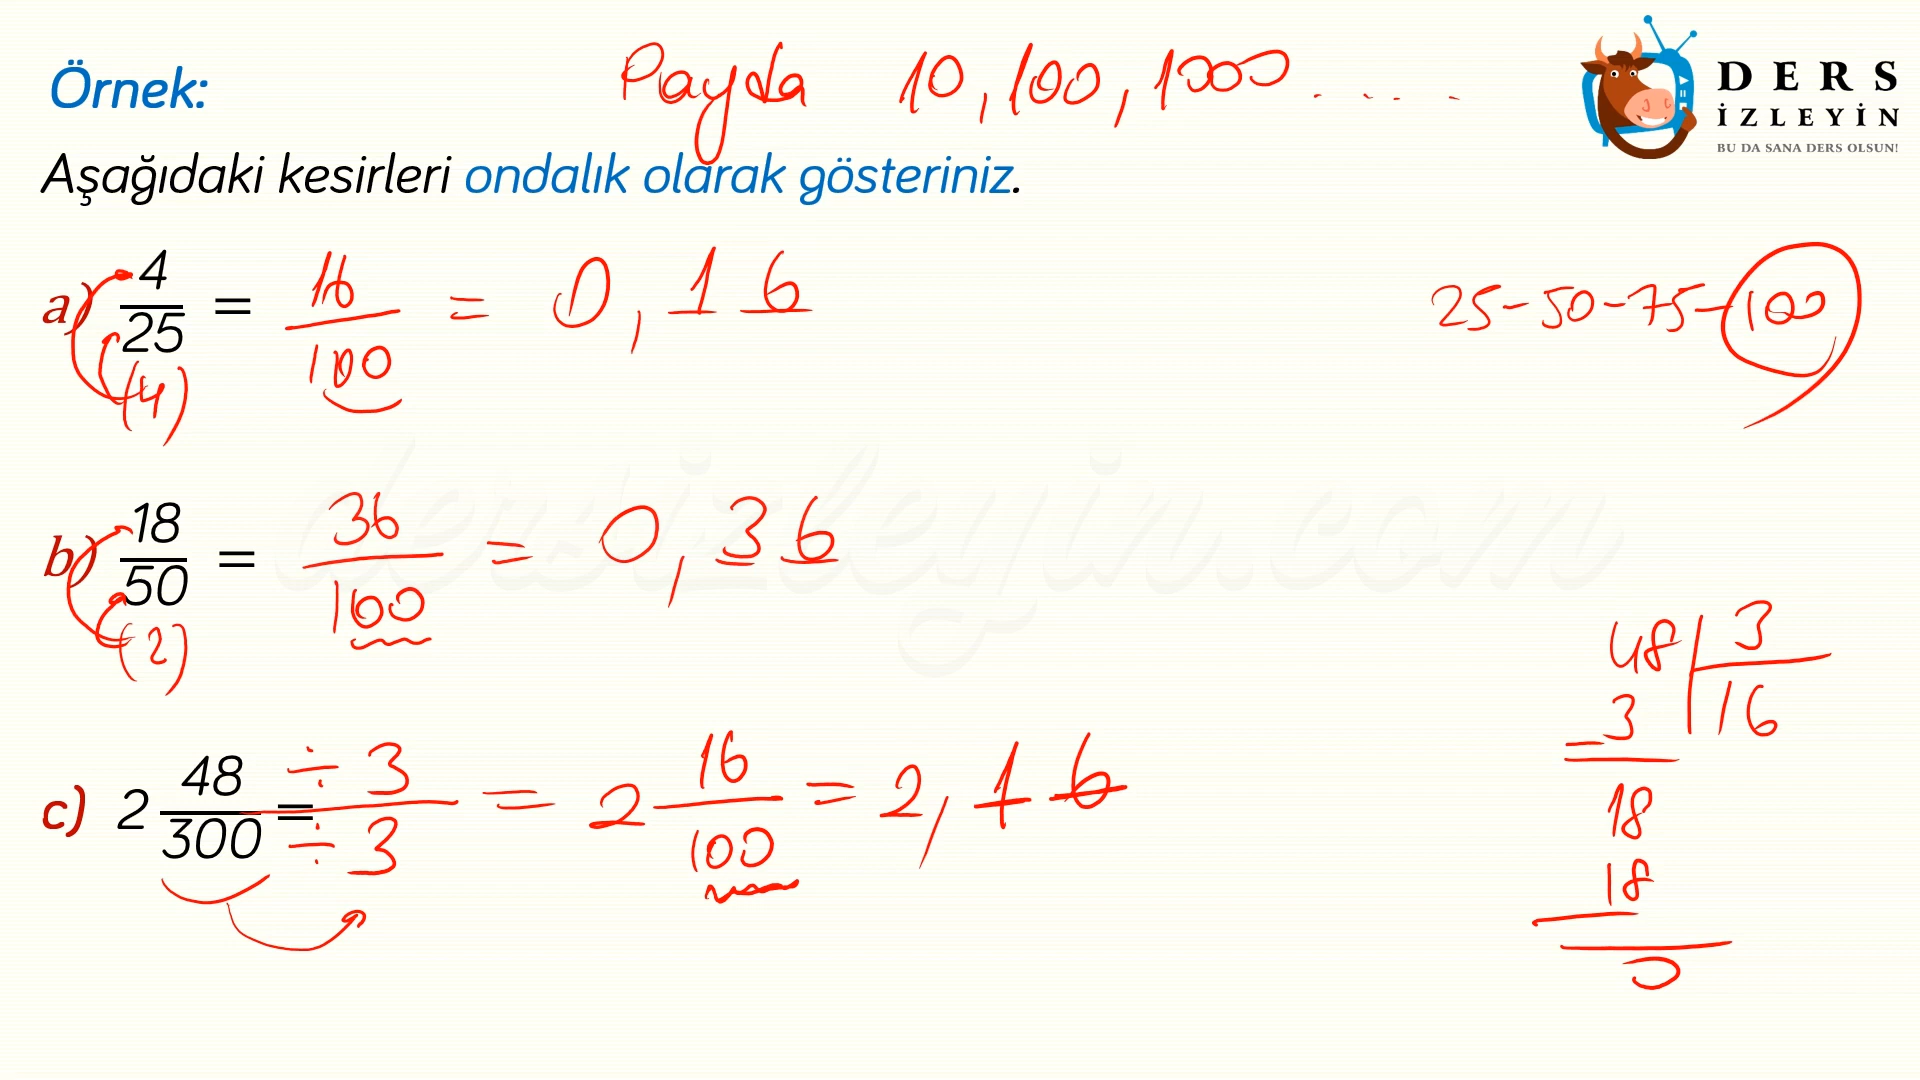 Örnek:
Payda 10, 100, 1000 . . . . .
DERS
İZLEYİN
BU DA SANA DERS OLSUN!
Aşağıdaki kesirleri ondalık olarak gösteriniz.
a) 4/25 = 16/100 = 0,16
(4)
25-50-75-100
dersizleyin.com
b) 18/50 = 36/100 = 0,36
(2)
c) 2 48/300 = ÷3/÷3 = 2 16/100 = 2,16
48 | 3
-3 | 16
18
18
0